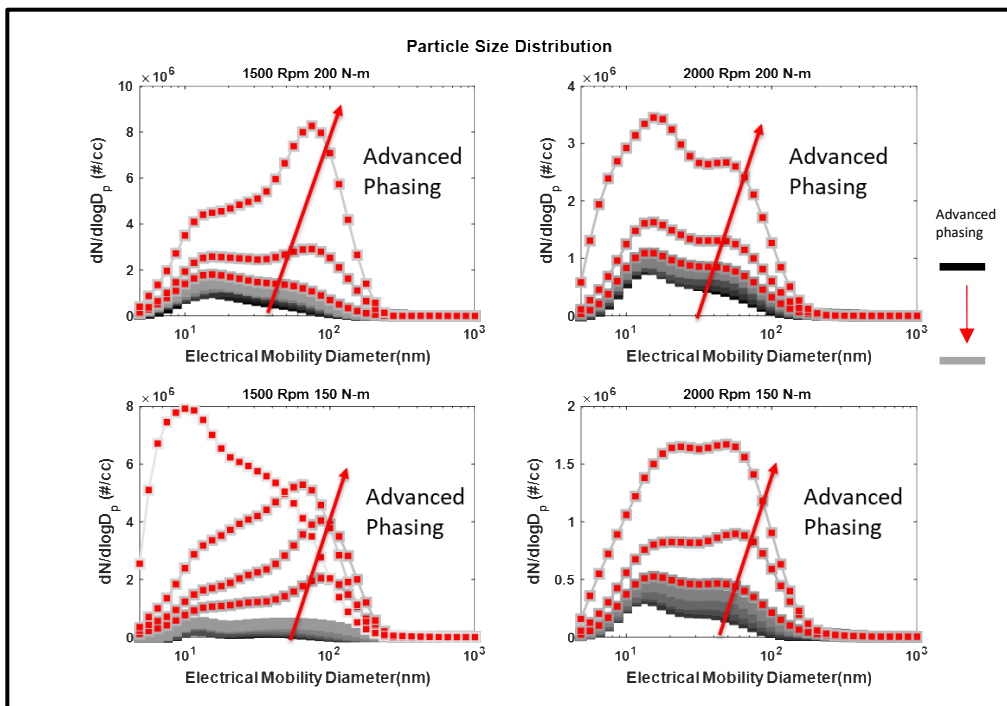 Particle Size Distribution
1500 Rpm 200 N-m
×10^6
10
8
6
4
2
0
10^1
10^2
10^3
dN/dlogD_p (#/cc)
Electrical Mobility Diameter(nm)
Advanced
Phasing
2000 Rpm 200 N-m
×10^6
4
3
2
1
0
10^1
10^2
10^3
dN/dlogD_p (#/cc)
Electrical Mobility Diameter(nm)
Advanced
Phasing
Advanced
phasing
1500 Rpm 150 N-m
×10^6
8
6
4
2
0
10^1
10^2
10^3
dN/dlogD_p (#/cc)
Electrical Mobility Diameter(nm)
Advanced
Phasing
2000 Rpm 150 N-m
×10^6
2
1.5
1
0.5
0
10^1
10^2
10^3
dN/dlogD_p (#/cc)
Electrical Mobility Diameter(nm)
Advanced
Phasing